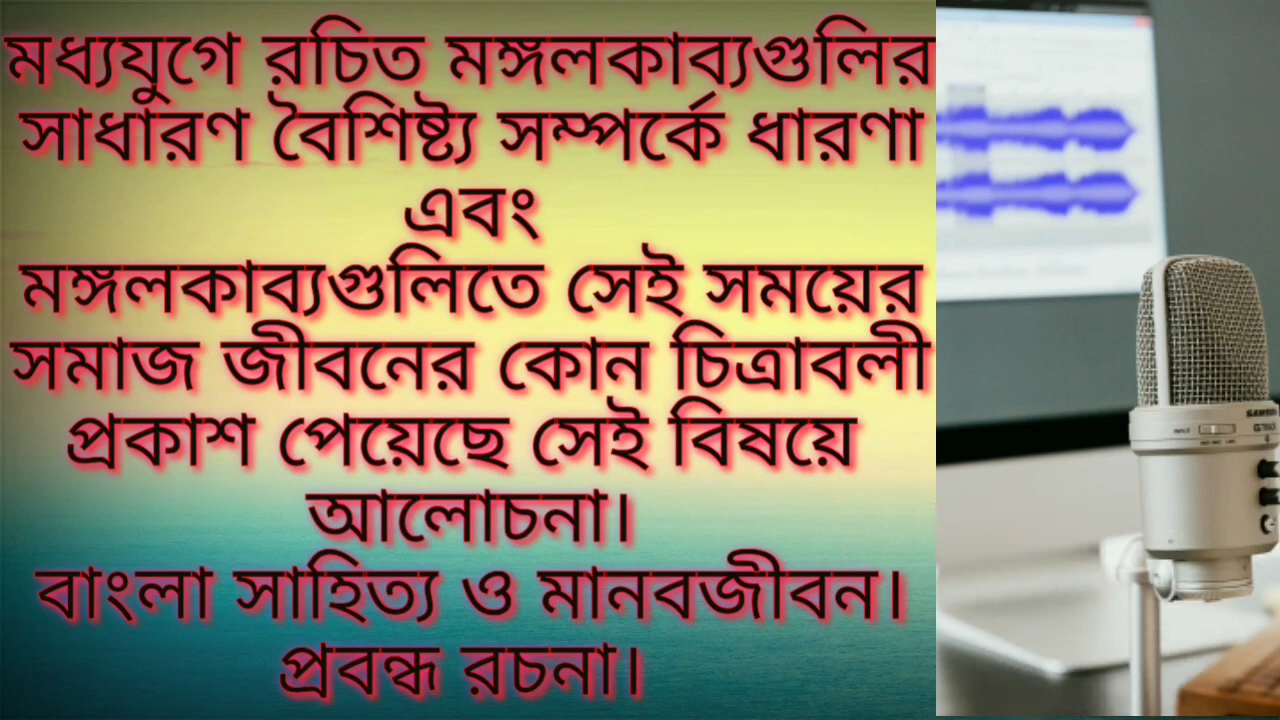 মধ্যযুগে রচিত মঙ্গলকাব্যগুলির
সাধারণ বৈশিষ্ট্য সম্পর্কে ধারণা
এবং
মঙ্গলকাব্যগুলিতে সেই সময়ের
সমাজ জীবনের কোন চিত্রাবলী
প্রকাশ পেয়েছে সেই বিষয়ে
আলোচনা।
বাংলা সাহিত্য ও মানবজীবন।
প্রবন্ধ রচনা।
SAMSON